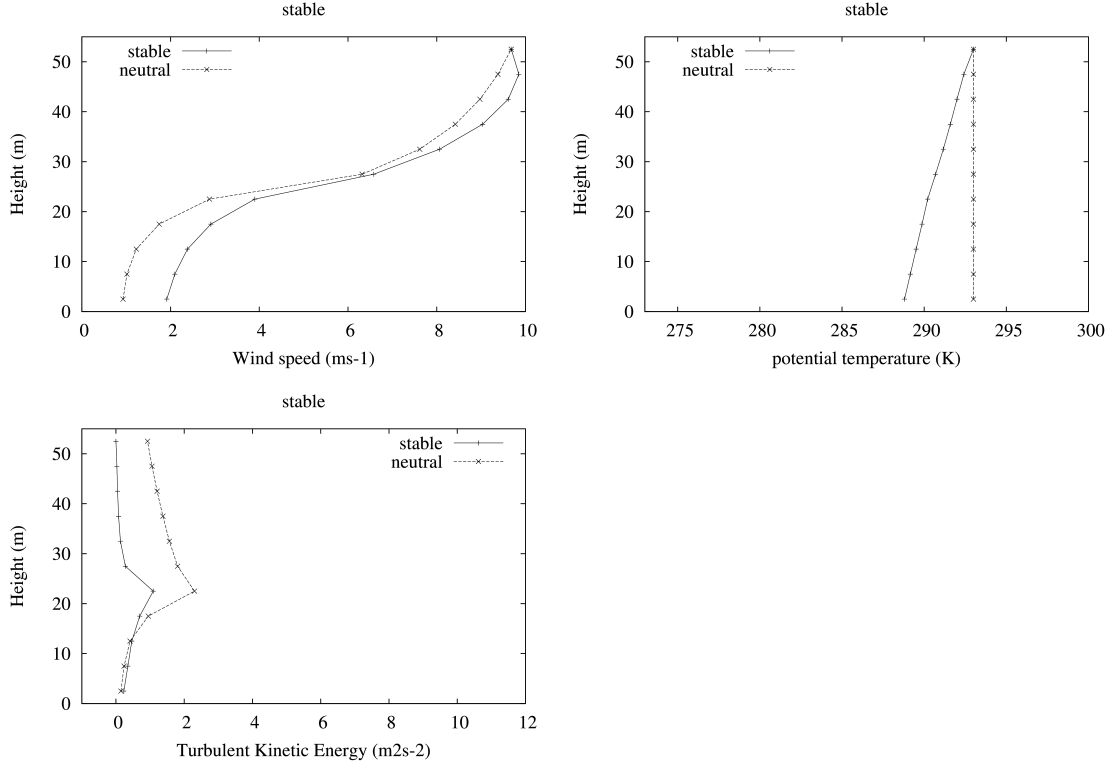 stable
stable
neutral
50
40
30
20
10
0
Height (m)
0 2 4 6 8 10
Wind speed (ms-1)
stable
stable
neutral
50
40
30
20
10
0
Height (m)
275 280 285 290 295 300
potential temperature (K)
stable
stable
neutral
50
40
30
20
10
0
Height (m)
0 2 4 6 8 10 12
Turbulent Kinetic Energy (m2s-2)